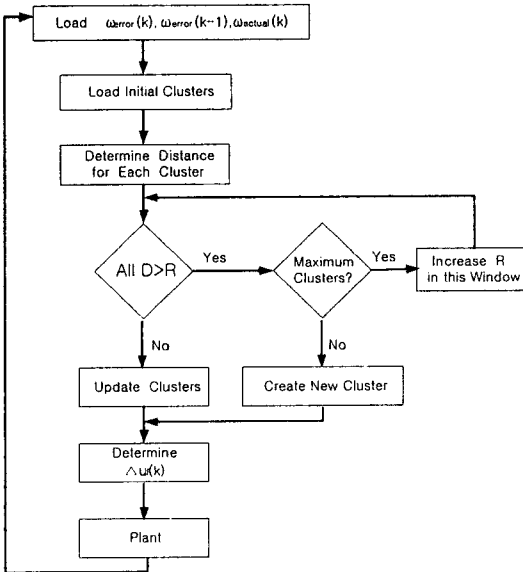 Load ωerror(k), ωerror(k-1), ωactual(k)
Load Initial Clusters
Determine Distance
for Each Cluster
All D>R
Yes
Maximum
Clusters?
Yes
Increase R
in this Window
No
No
Update Clusters
Create New Cluster
Determine
△ui(k)
Plant